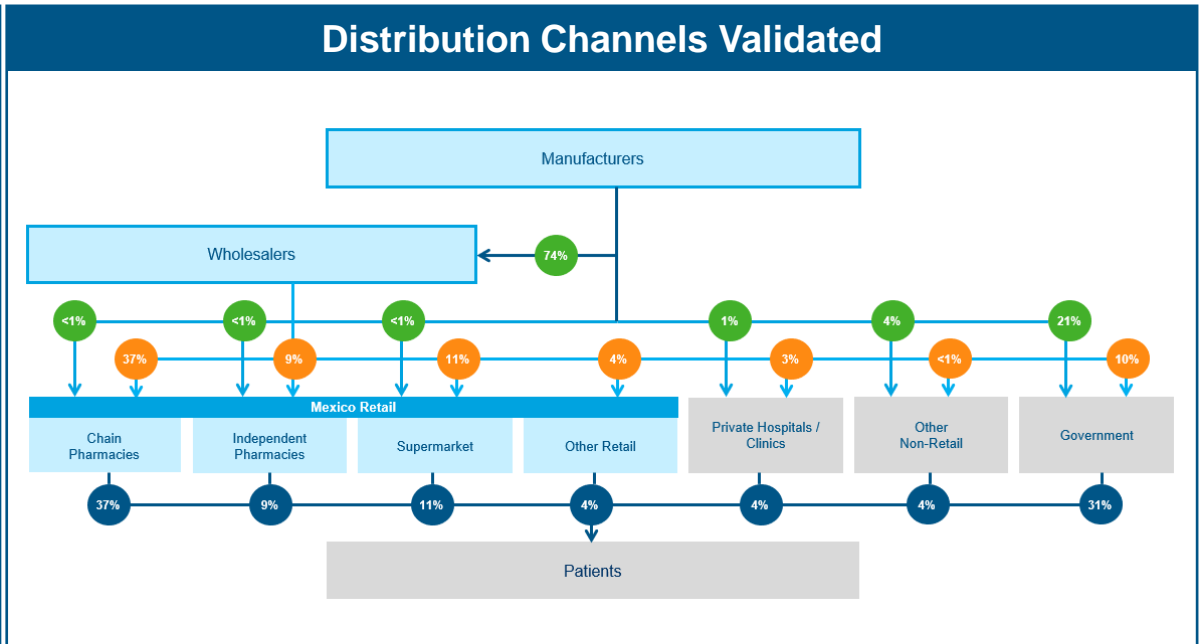 Distribution Channels Validated
Manufacturers
Wholesalers
74%
<1%
<1%
<1%
1%
4%
21%
37%
9%
11%
4%
3%
<1%
10%
Mexico Retail
Chain
Pharmacies
Independent
Pharmacies
Supermarket
Other Retail
Private Hospitals /
Clinics
Other
Non-Retail
Government
37%
9%
11%
4%
4%
4%
31%
Patients